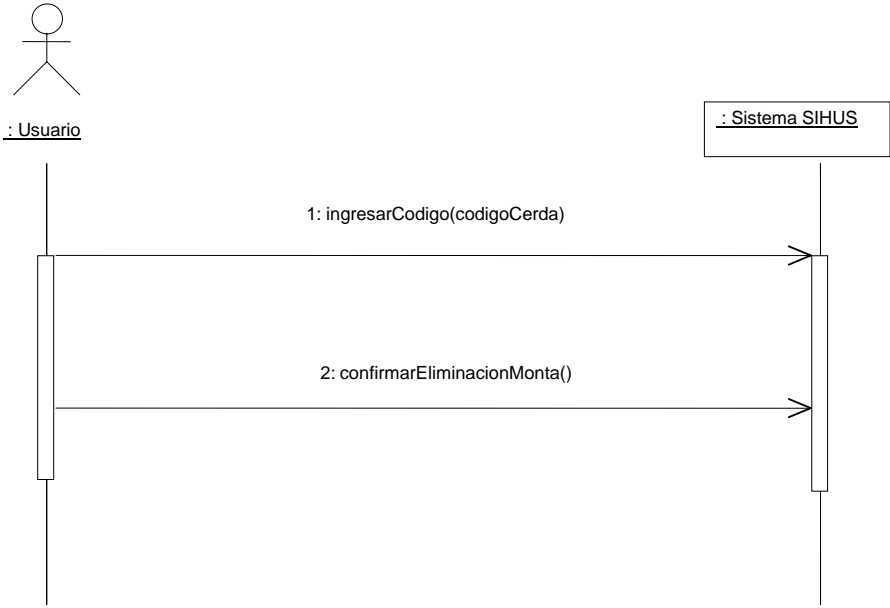 : Usuario
: Sistema SIHUS
1: ingresarCodigo(codigoCerda)
2: confirmarEliminacionMonta()